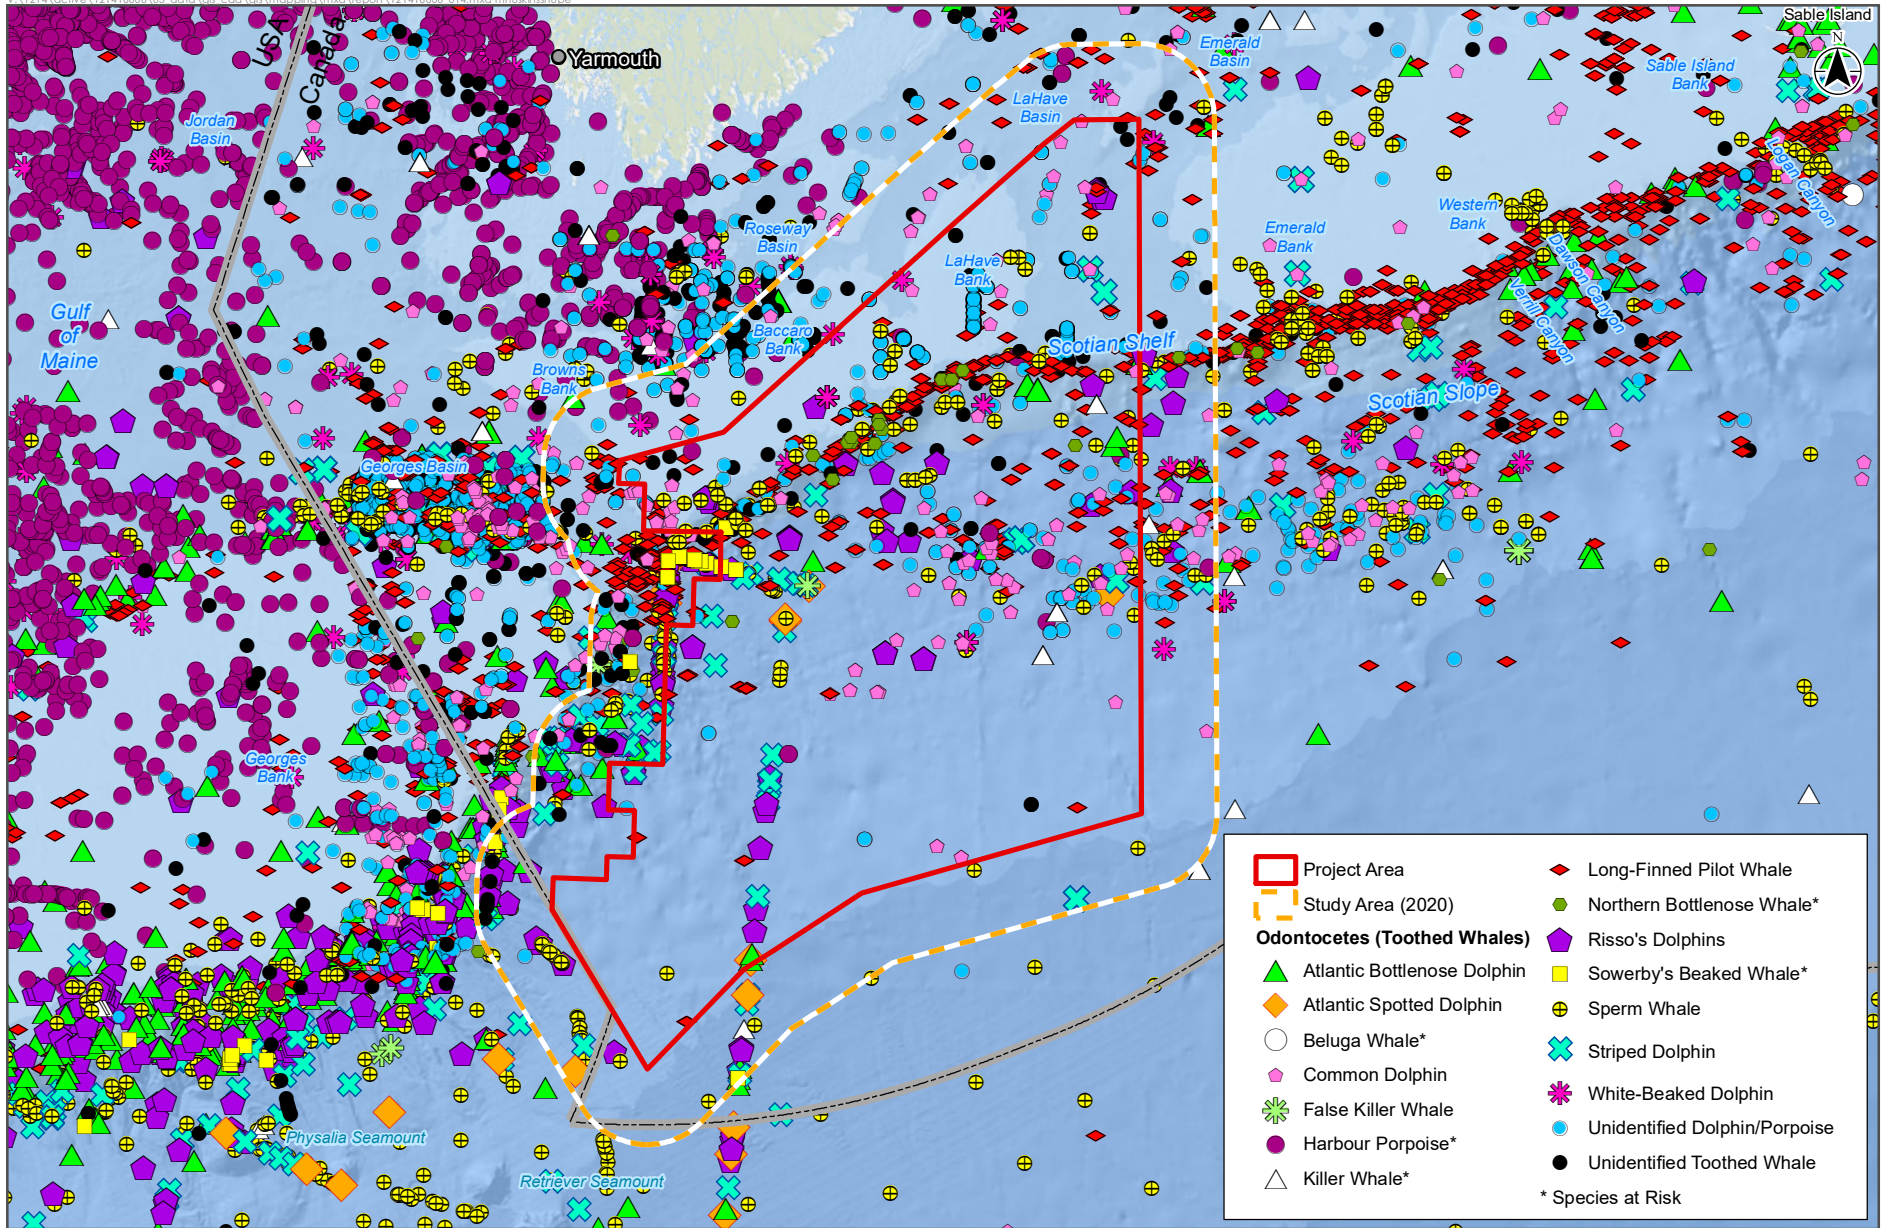 Sable Island
N
USA
Canada
Yarmouth
Emerald
Basin
Sable Island
Bank
LaHave
Basin
Jordan
Basin
Logan Canyon
Western
Bank
Roseway
Basin
Emerald
Bank
Dawson Canyon
LaHave
Bank
Verrill Canyon
Gulf
of
Maine
Baccaro
Bank
Scotian Shelf
Browns
Bank
Scotian Slope
Georges Basin
Georges
Bank
Physalia Seamount
Retriever Seamount
Project Area
Study Area (2020)
Odontocetes (Toothed Whales)
Atlantic Bottlenose Dolphin
Atlantic Spotted Dolphin
Beluga Whale*
Common Dolphin
False Killer Whale
Harbour Porpoise*
Killer Whale*
Long-Finned Pilot Whale
Northern Bottlenose Whale*
Risso's Dolphins
Sowerby's Beaked Whale*
Sperm Whale
Striped Dolphin
White-Beaked Dolphin
Unidentified Dolphin/Porpoise
Unidentified Toothed Whale
* Species at Risk